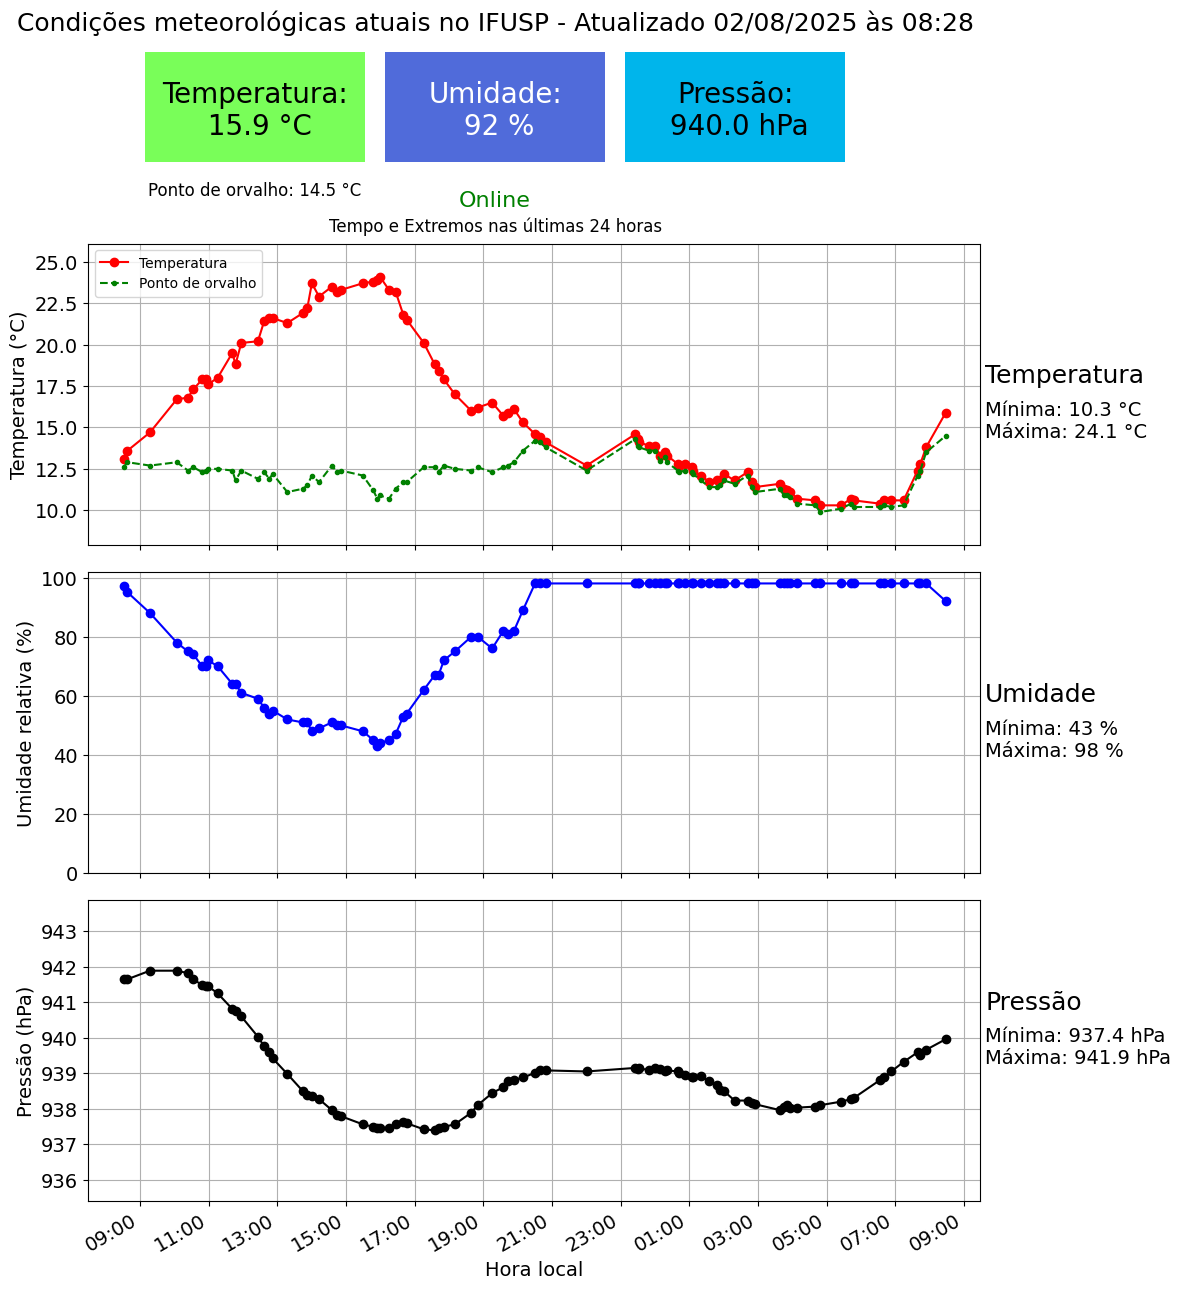 Condições meteorológicas atuais no IFUSP - Atualizado 02/08/2025 às 08:28
Temperatura:
15.9 °C
Umidade:
92 %
Pressão:
940.0 hPa
Ponto de orvalho: 14.5 °C
Online
Tempo e Extremos nas últimas 24 horas
Temperatura
Ponto de orvalho
Temperatura (°C)
25.0
22.5
20.0
17.5
15.0
12.5
10.0
Temperatura
Mínima: 10.3 °C
Máxima: 24.1 °C
Umidade relativa (%)
100
80
60
40
20
0
Umidade
Mínima: 43 %
Máxima: 98 %
Pressão (hPa)
943
942
941
940
939
938
937
936
Pressão
Mínima: 937.4 hPa
Máxima: 941.9 hPa
09:00 11:00 13:00 15:00 17:00 19:00 21:00 23:00 01:00 03:00 05:00 07:00 09:00
Hora local